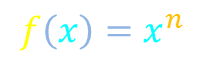 f(x) = xⁿ